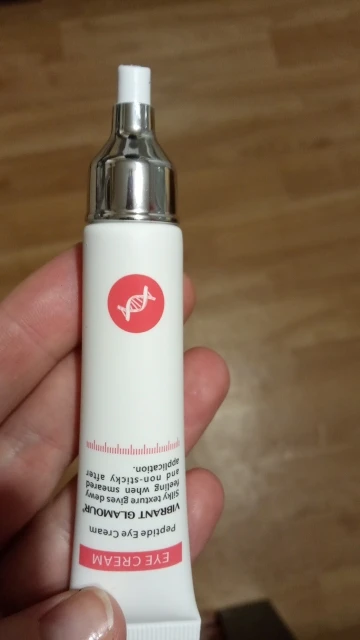 EYE CREAM
Peptide Eye Cream
VIBRANT GLAMOUR®
Silky texture gives dewy
feeling when smeared
and non-sticky after
application.